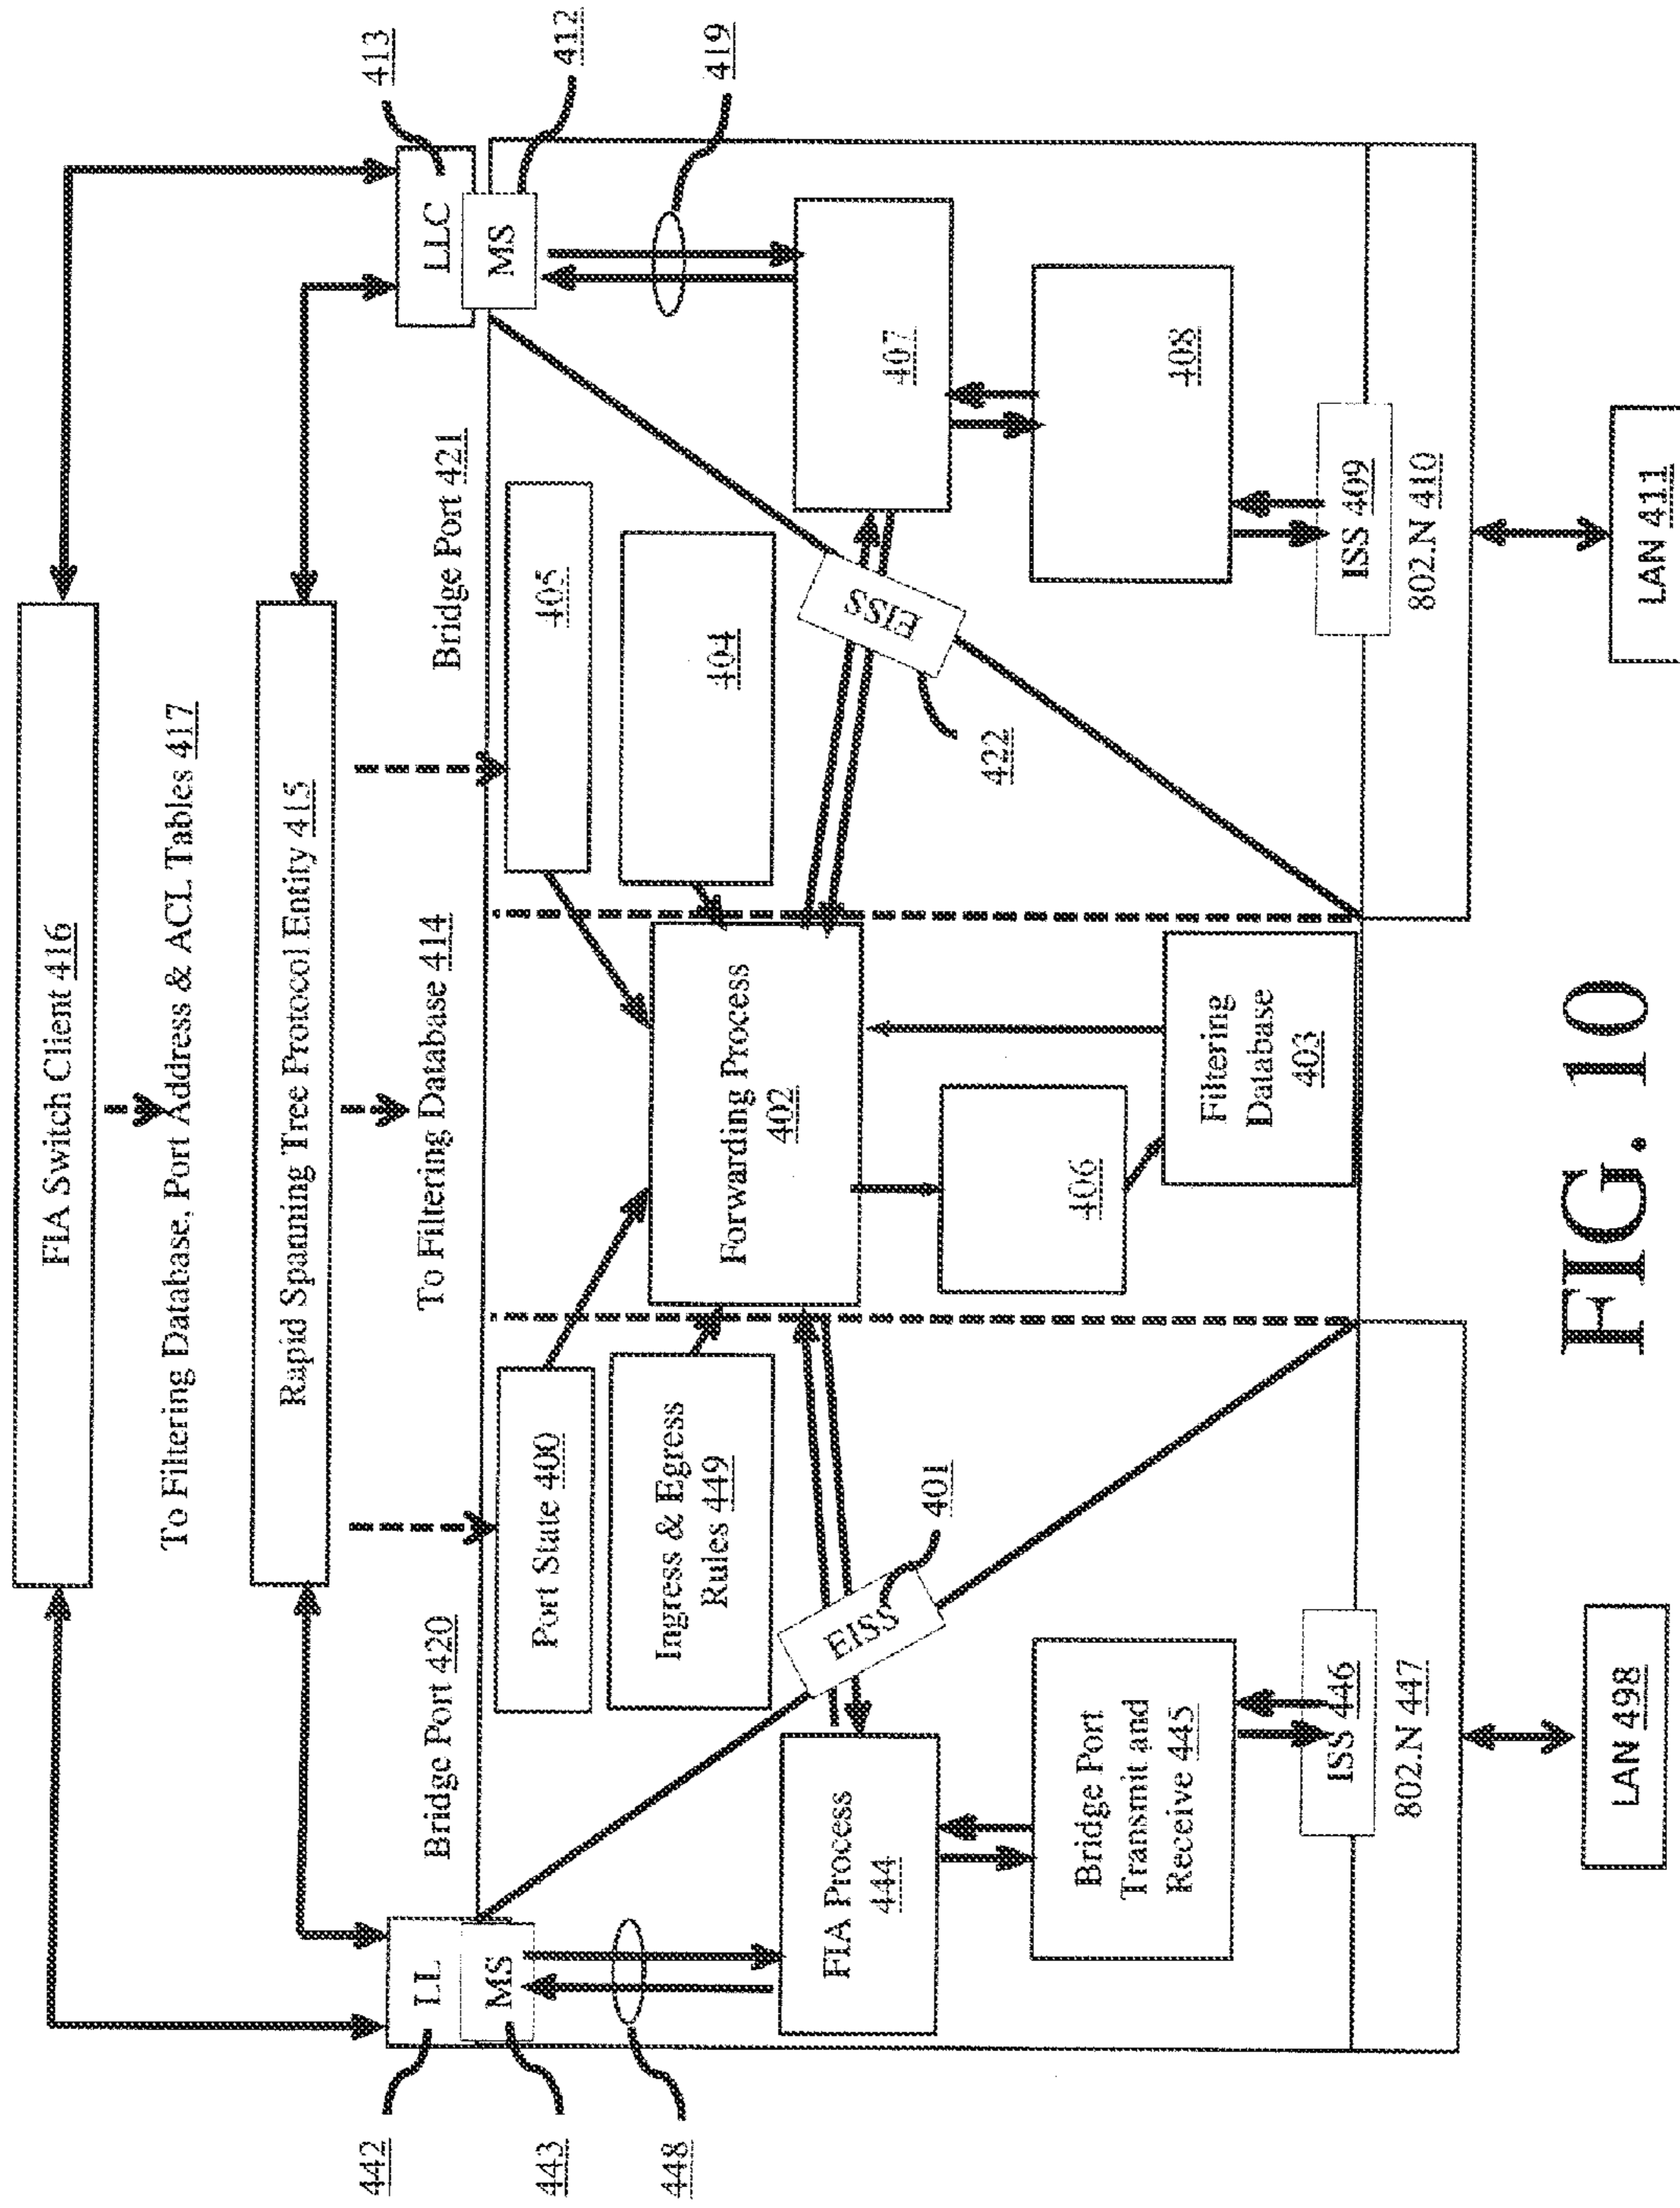 FIA Switch Client 416
To Filtering Database, Port Address & ACL Tables 417
Rapid Spanning Tree Protocol Entity 415
To Filtering Database 414
Bridge Port 420
Bridge Port 421
442
LL
443
MS
448
413
LLC
412
MS
419
Port State 400
Ingress & Egress
Rules 449
405
404
Forwarding Process
402
EISS
401
EISS
422
FIA Process
444
407
Bridge Port
Transmit and
Receive 445
406
408
Filtering
Database
403
ISS 446
802.N 447
ISS 409
802.N 410
LAN 498
LAN 411
FIG. 10